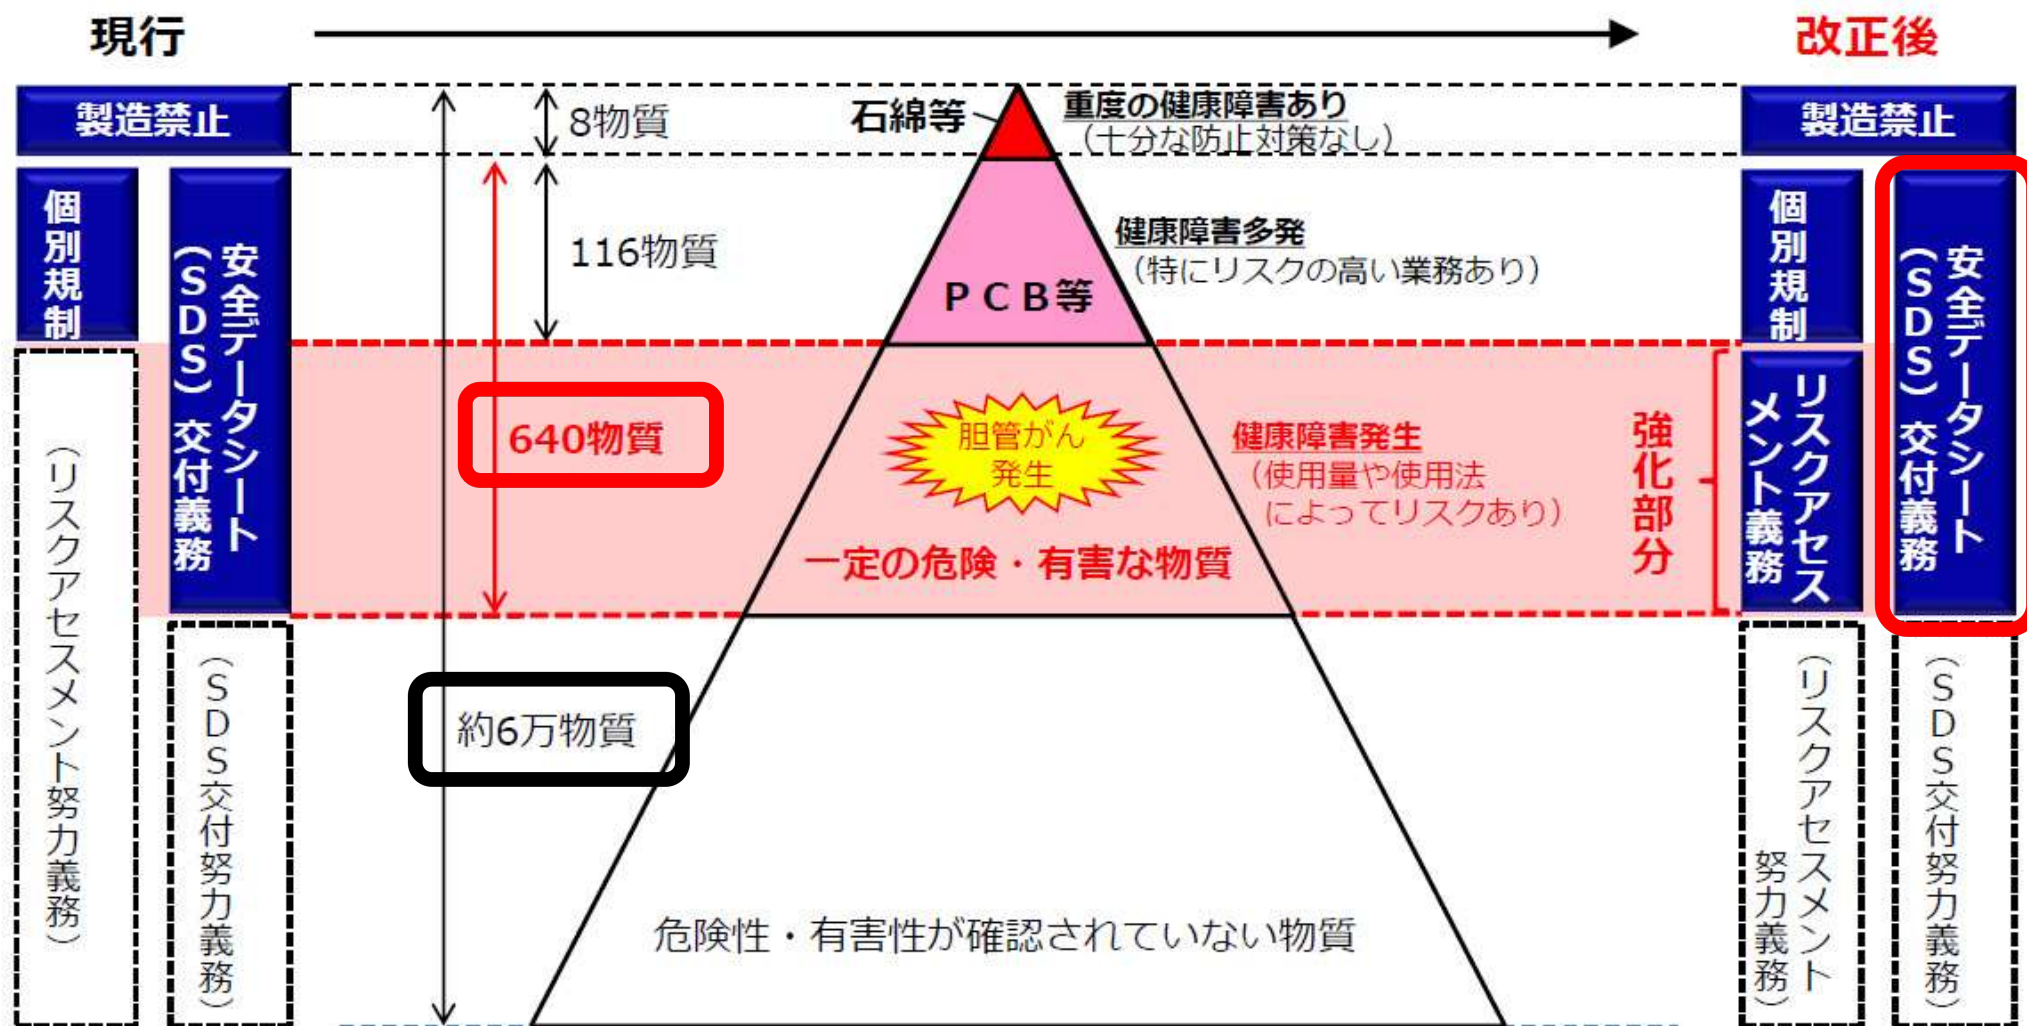 現行
改正後
製造禁止
8物質
石綿等
重度の健康障害あり
（十分な防止対策なし）
製造禁止
個別規制
安全データシート
（SDS）交付義務
116物質
ＰＣＢ等
健康障害多発
（特にリスクの高い業務あり）
個別規制
安全データシート
（SDS）交付義務
640物質
胆管がん
発生
一定の危険・有害な物質
健康障害発生
（使用量や使用法
によってリスクあり）
強化部分
リスクアセス
メント義務
（リスクアセスメント努力義務）
（SDS交付努力義務）
約6万物質
危険性・有害性が確認されていない物質
（リスクアセスメント
努力義務）
（SDS交付努力義務）